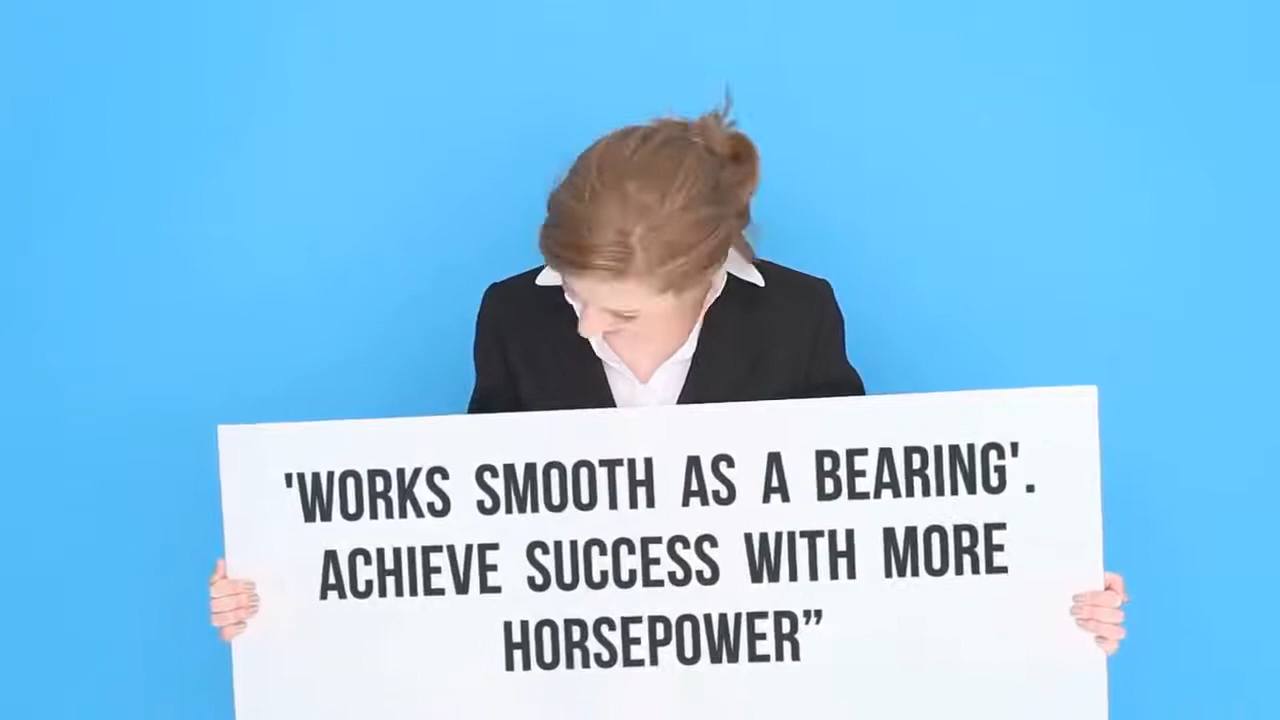 'WORKS SMOOTH AS A BEARING'.
ACHIEVE SUCCESS WITH MORE
HORSEPOWER”